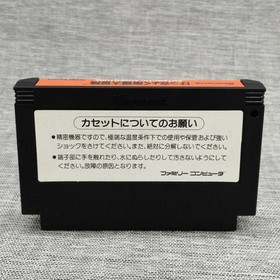 カセットについてのお願い
●精密機器ですので、極端な温度条件下での使用や保管および強い
ショックをさけてください。また、絶対に分解しないでください。
●端子部に手を触れたり、水にぬらしたりして汚さないようにして
ください。故障の原因となります。
ファミリー コンピュータ